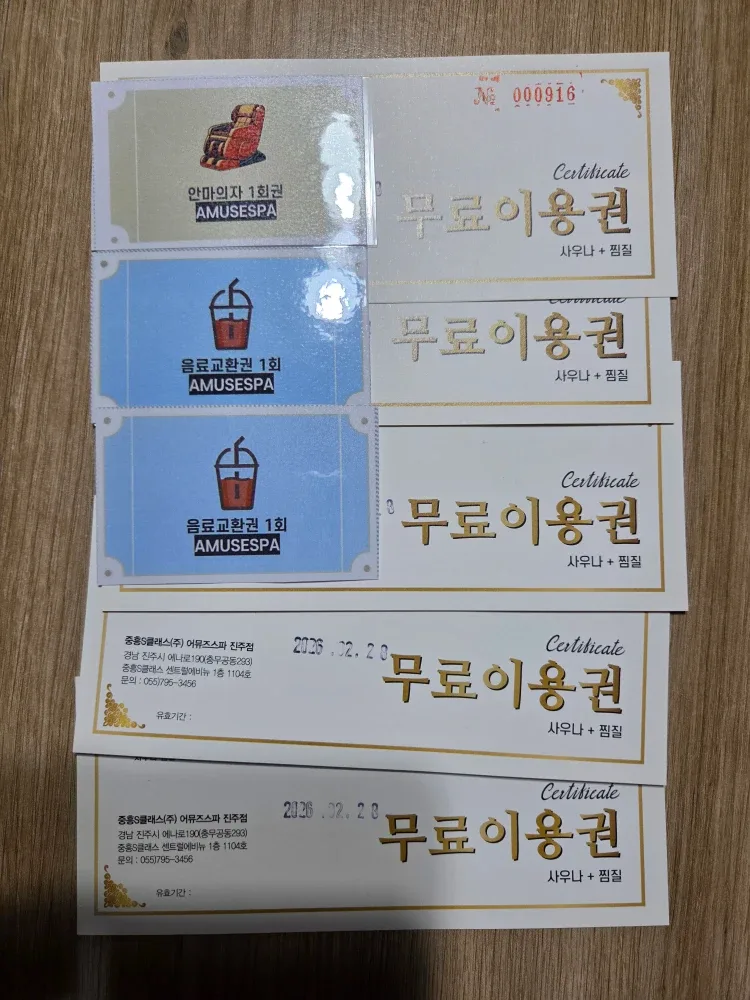 № 000916
안마의자 1회권
AMUSESPA
Certificate
무료이용권
사우나 + 찜질
음료교환권 1회
AMUSESPA
Certificate
무료이용권
사우나 + 찜질
음료교환권 1회
AMUSESPA
8
Certificate
무료이용권
사우나 + 찜질
중흥S클래스(주) 어뮤즈스파 진주점
경남 진주시 에나로190(충무공동293)
중흥S클래스 센트럴에비뉴 1층 1104호
문의 : 055)795-3456
유효기간 :
2026 .02. 2 8
Certificate
무료이용권
사우나 + 찜질
중흥S클래스(주) 어뮤즈스파 진주점
경남 진주시 에나로190(충무공동293)
중흥S클래스 센트럴에비뉴 1층 1104호
문의 : 055)795-3456
유효기간 :
2026 .02. 2 8
Certificate
무료이용권
사우나 + 찜질